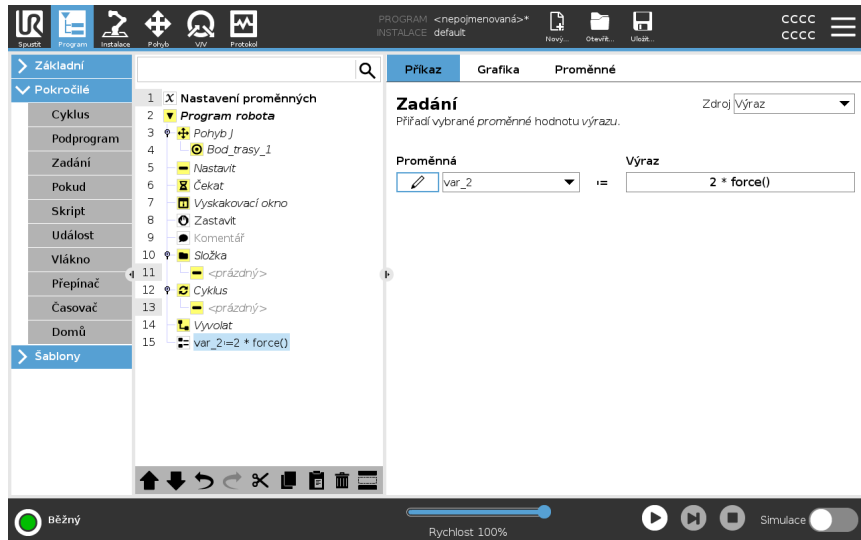 PROGRAM <nepojmenovaná>*
INSTALACE default
Spustit
Program
Instalace
Pohyb
V/V
Protokol
Nový...
Otevřít...
Uložit...
CCCC
CCCC
Základní
Pokročilé
Cyklus
Podprogram
Zadání
Pokud
Skript
Událost
Vlákno
Přepínač
Časovač
Domů
Šablony
1 X Nastavení proměnných
2 Program robota
3 Pohyb J
4 Bod_trasy_1
5 Nastavit
6 Čekat
7 Vyskakovací okno
8 Zastavit
9 Komentář
10 Složka
11 <prázdný>
12 Cyklus
13 <prázdný>
14 Vyvolat
15 var_2:=2 * force()
Příkaz Grafika Proměnné
Zadání
Zdroj Výraz
Přiřadí vybrané proměnné hodnotu výrazu.
Proměnná Výraz
var_2 := 2 * force()
Běžný
Rychlost 100%
Simulace